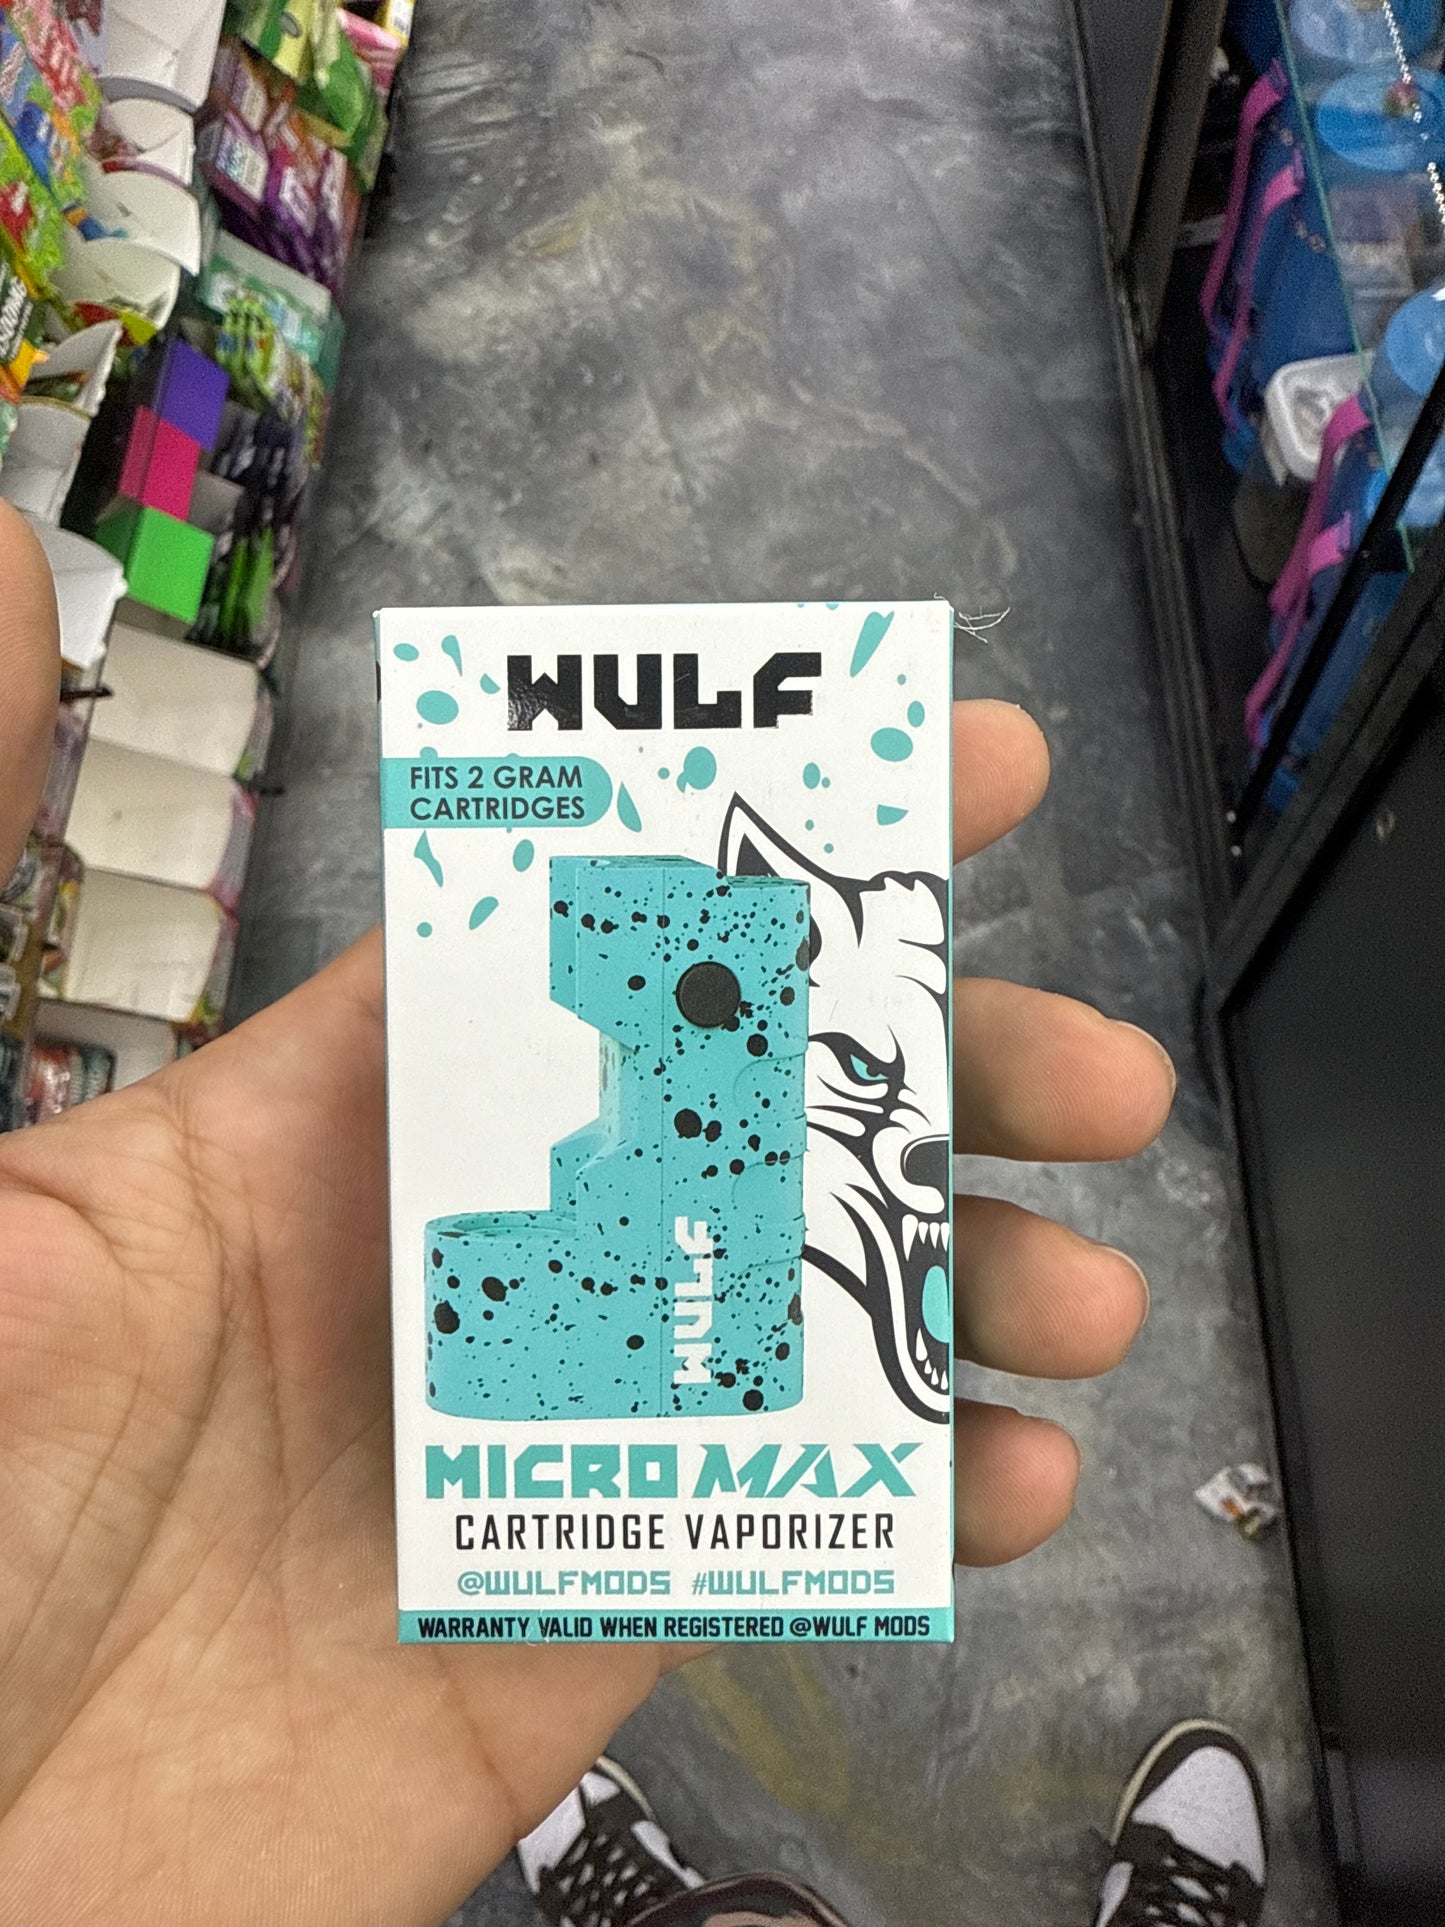 WULF
FITS 2 GRAM
CARTRIDGES
WULF
MICRO MAX
CARTRIDGE VAPORIZER
@WULFMODS #WULFMODS
WARRANTY VALID WHEN REGISTERED @WULF MODS